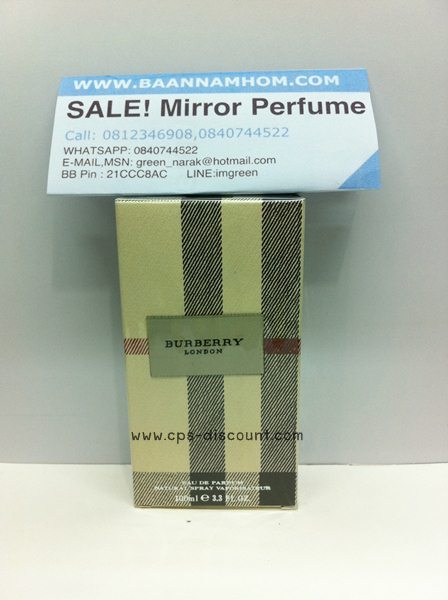 WWW.BAANNAMHOM.COM
SALE! Mirror Perfume
Call: 0812346908,0840744522
WHATSAPP: 0840744522
E-MAIL,MSN: green_narak@hotmail.com
BB Pin : 21CCC8AC LINE:imgreen
BURBERRY
LONDON
www.cps-discount.com
EAU DE PARFUM
NATURAL SPRAY VAPORISATEUR
100ml e 3.3 FL.OZ.